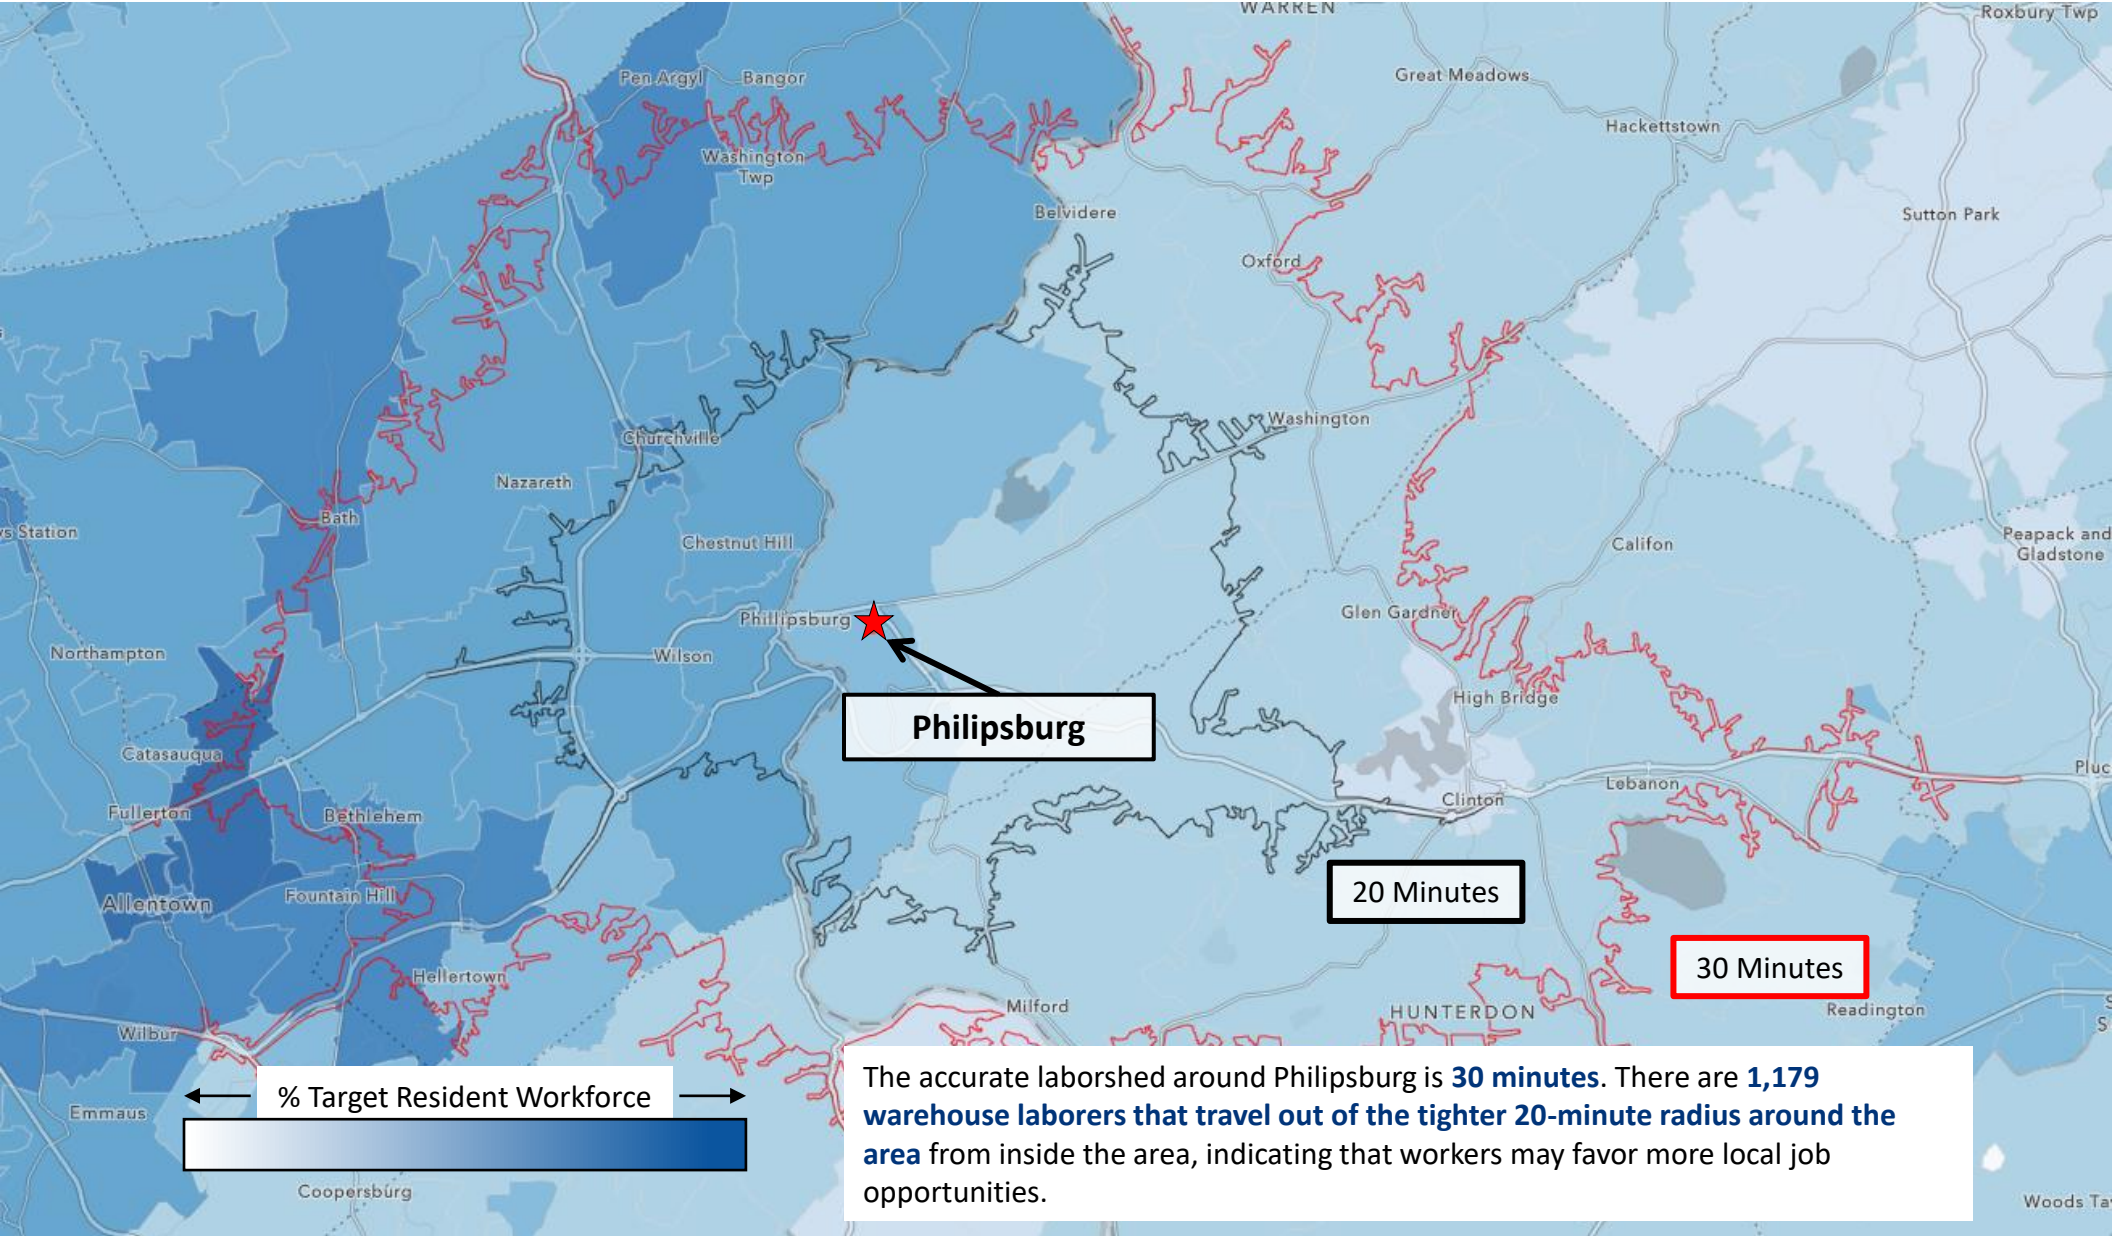 WARREN
Roxbury Twp
Pen Argyl
Bangor
Great Meadows
Hackettstown
Washington
Twp
Belvidere
Sutton Park
Oxford
Washington
Churchville
Nazareth
Bath
Station
Chestnut Hill
Califon
Peapack and
Gladstone
Phillipsburg
Glen Gardner
Northampton
Wilson
High Bridge
Philipsburg
Catasauqua
Lebanon
Clinton
Fullerton
Bethlehem
20 Minutes
Allentown
Fountain Hill
30 Minutes
Hellertown
Milford
HUNTERDON
Readington
Wilbur
% Target Resident Workforce
Emmaus
Coopersburg
The accurate laborshed around Philipsburg is 30 minutes. There are 1,179
warehouse laborers that travel out of the tighter 20-minute radius around the
area from inside the area, indicating that workers may favor more local job
opportunities.
Woods Ta